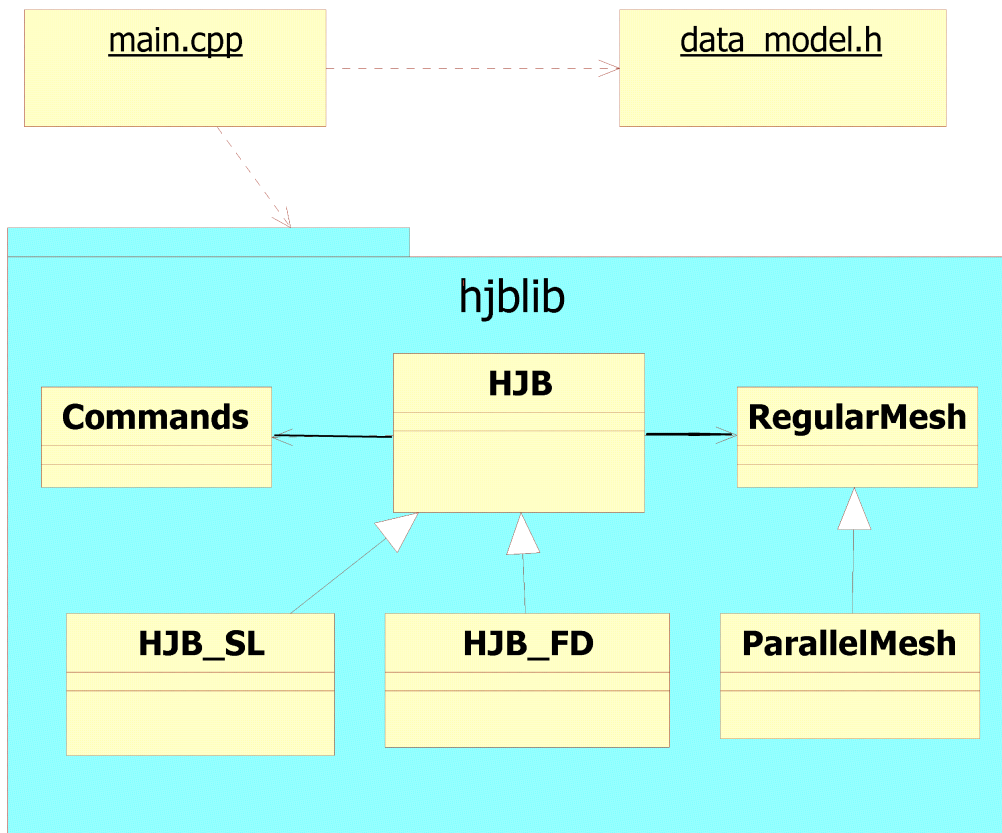 main.cpp
data_model.h
hjblib
Commands
HJB
RegularMesh
HJB_SL
HJB_FD
ParallelMesh